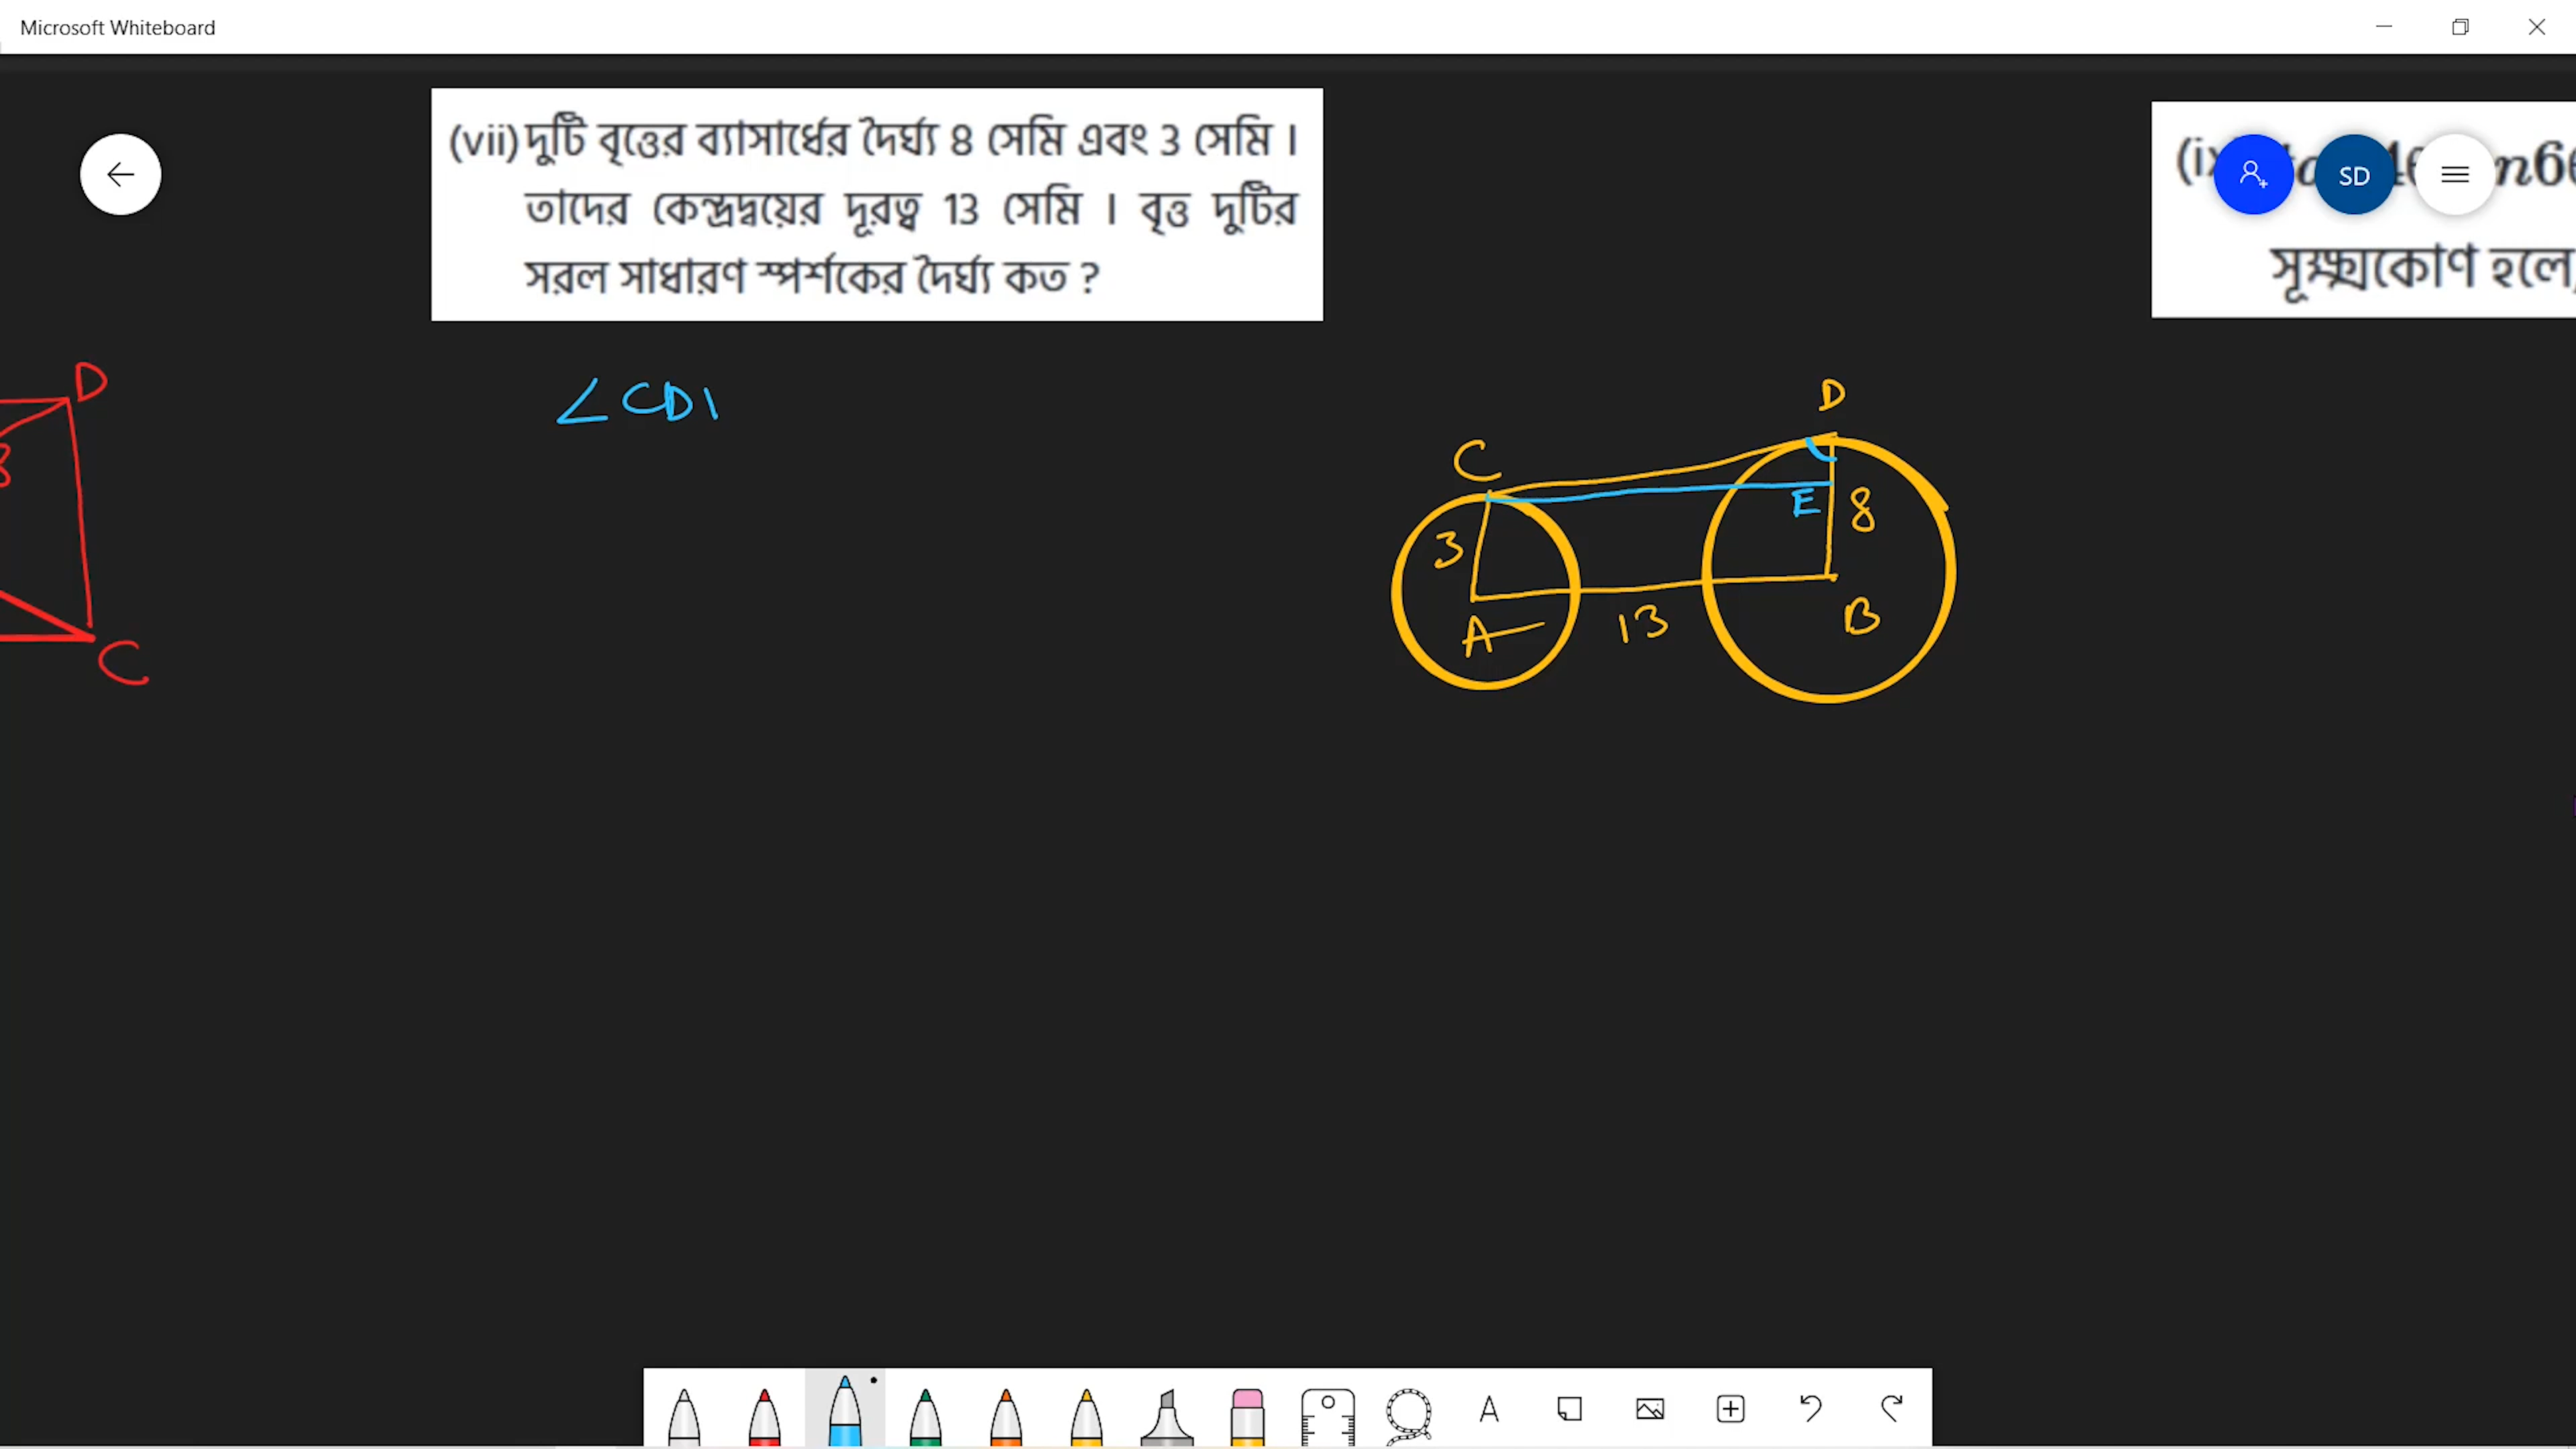 Microsoft Whiteboard
(vii) দুটি বৃত্তের ব্যাসার্ধের দৈর্ঘ্য 8 সেমি এবং 3 সেমি ।
তাদের কেন্দ্রদ্বয়ের দূরত্ব 13 সেমি । বৃত্ত দুটির
সরল সাধারণ স্পর্শকের দৈর্ঘ্য কত ?
SD
সূক্ষ্মকোণ হলে,
D
C
∠CD
D
C
E 8
3
A
13
B